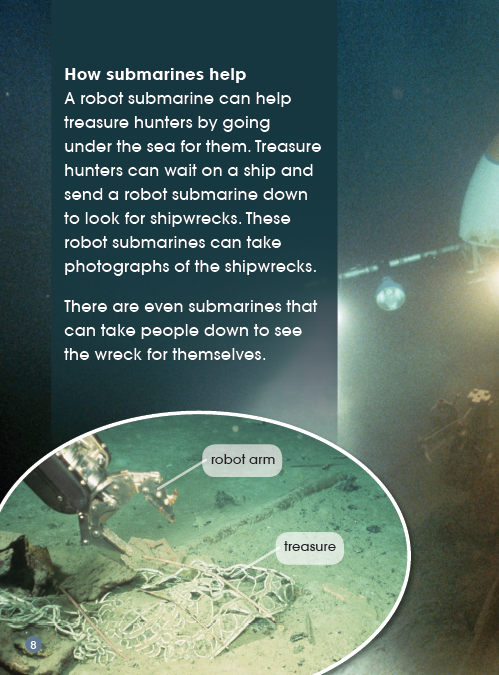 How submarines help
A robot submarine can help
treasure hunters by going
under the sea for them. Treasure
hunters can wait on a ship and
send a robot submarine down
to look for shipwrecks. These
robot submarines can take
photographs of the shipwrecks.
There are even submarines that
can take people down to see
the wreck for themselves.
robot arm
treasure
8